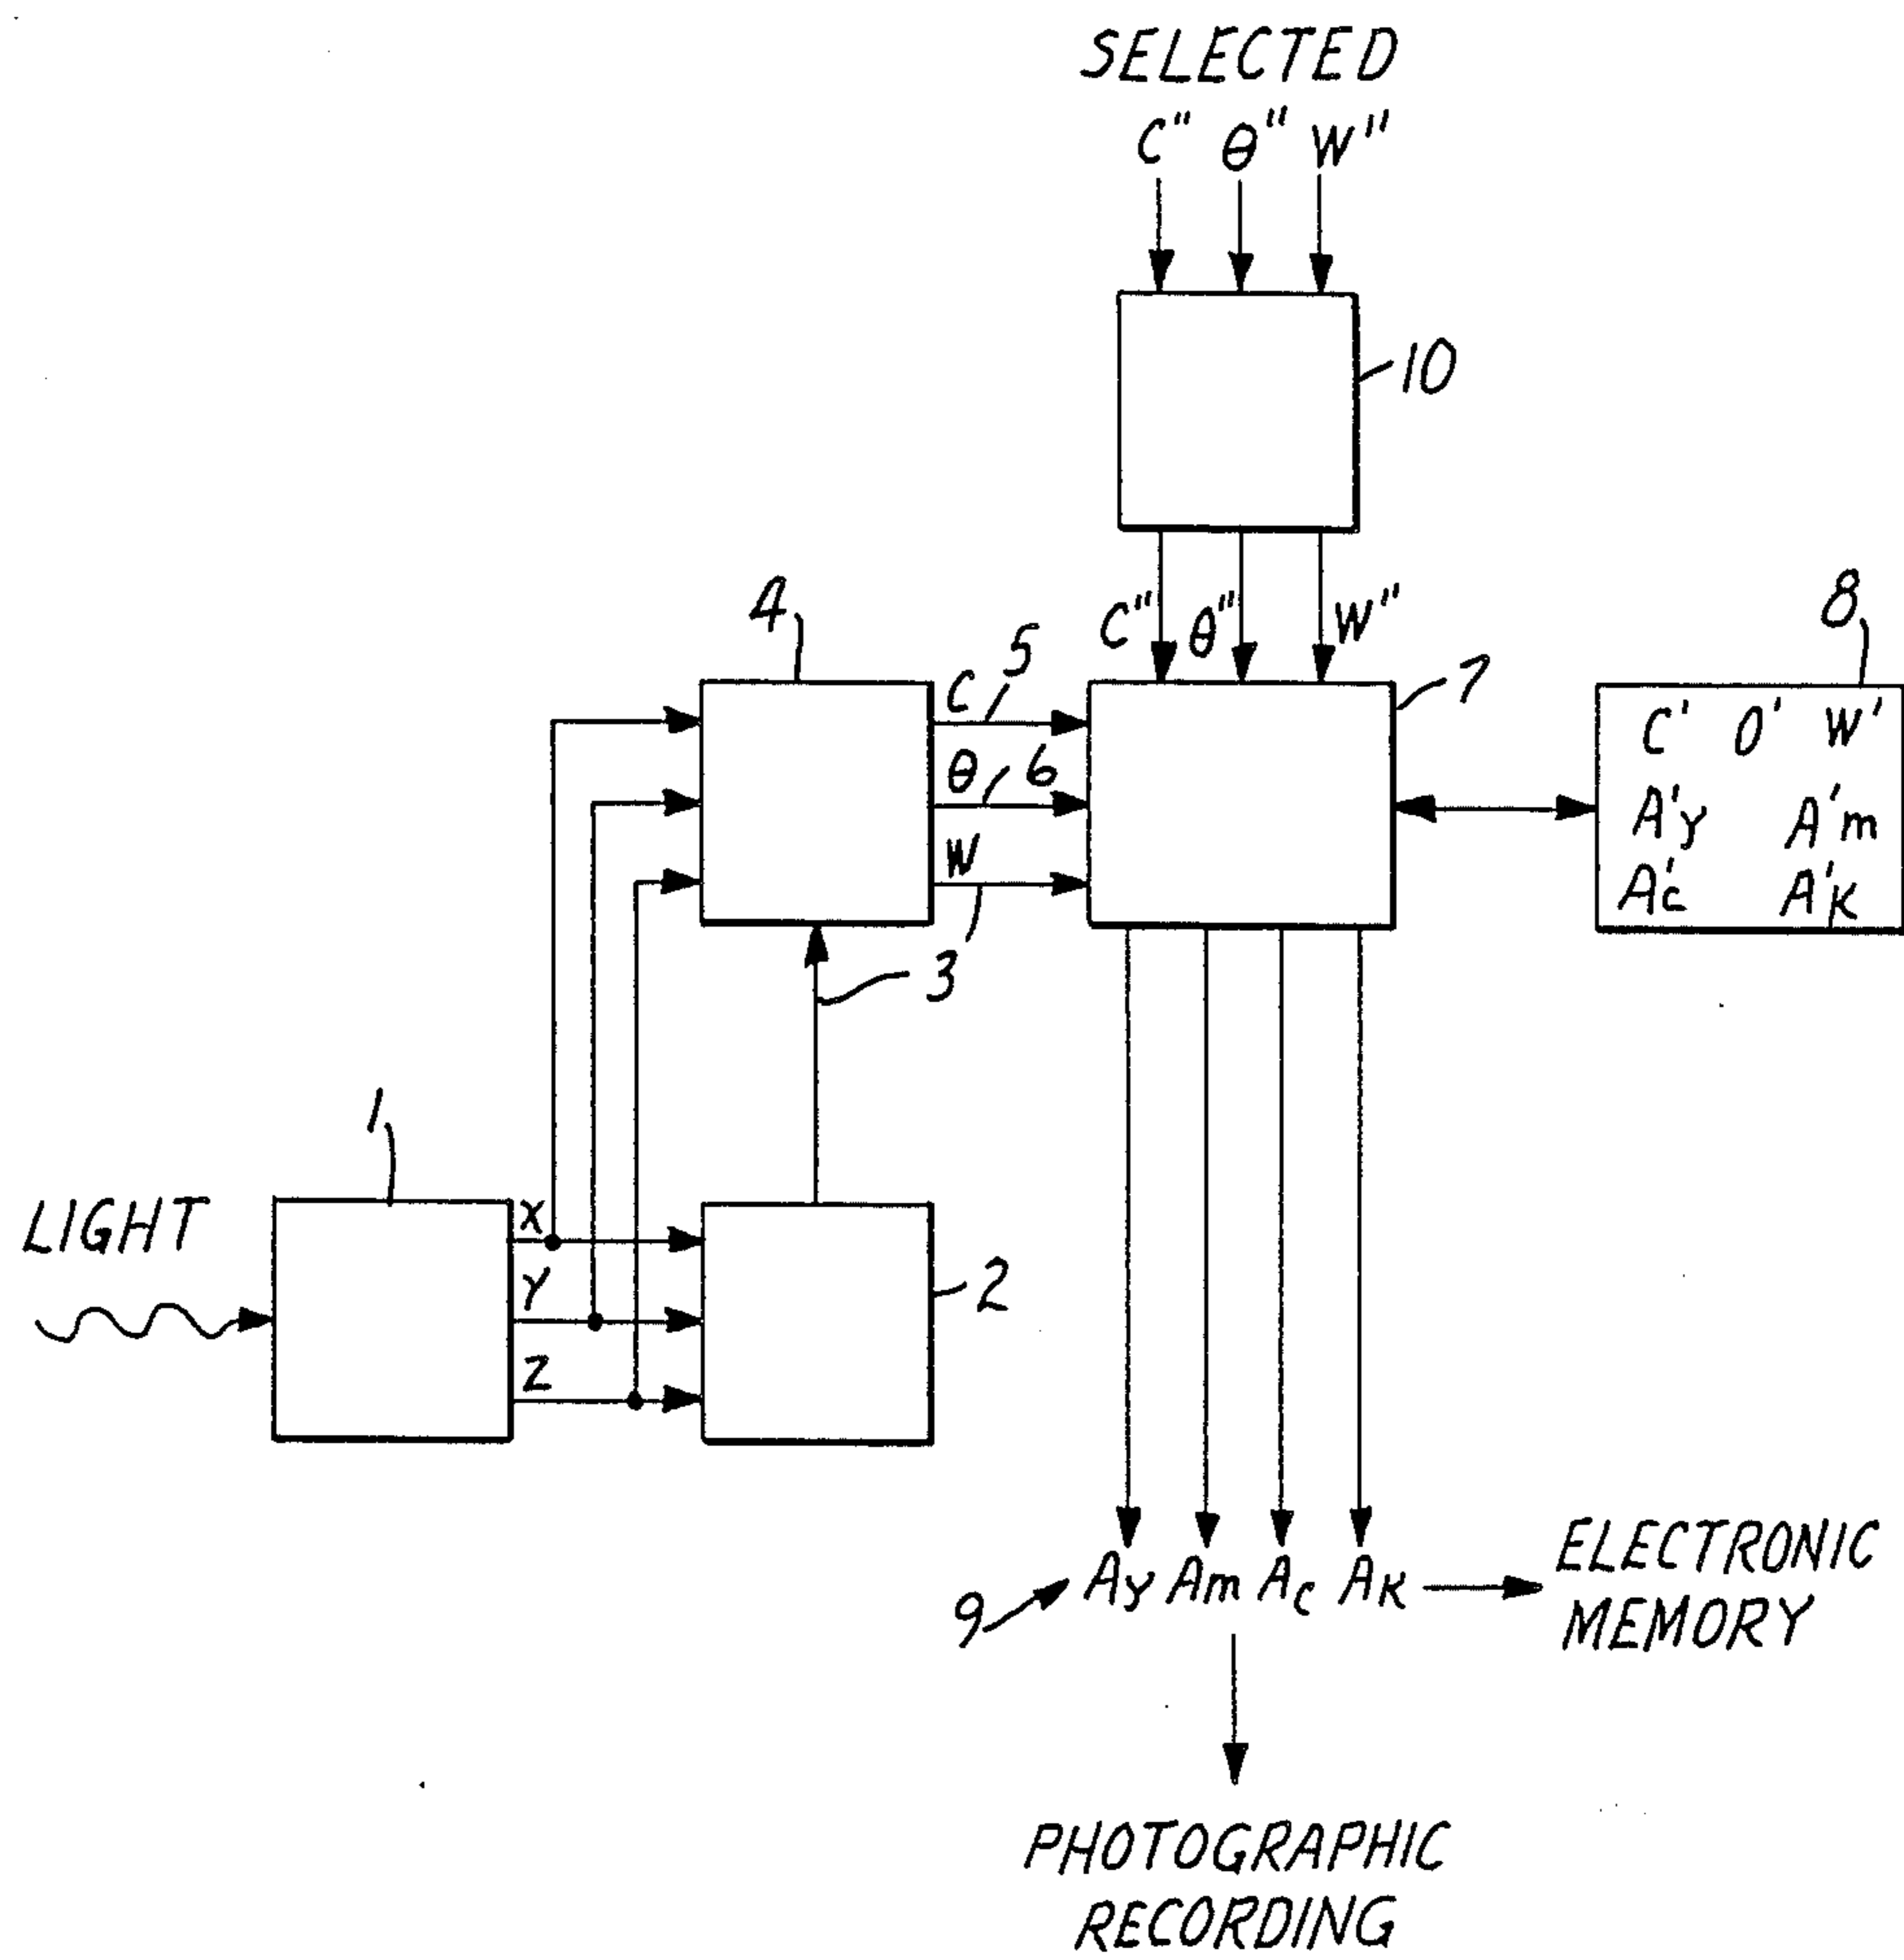 SELECTED
C" θ" W"
10
C" θ" W"
4
8
5
7
C
C' O' W'
θ 6
A'y A'm
W
A'c A'k
3
1
X
LIGHT
Y
2
Z
ELECTRONIC
MEMORY
9 Ay Am Ac AK
PHOTOGRAPHIC
RECORDING